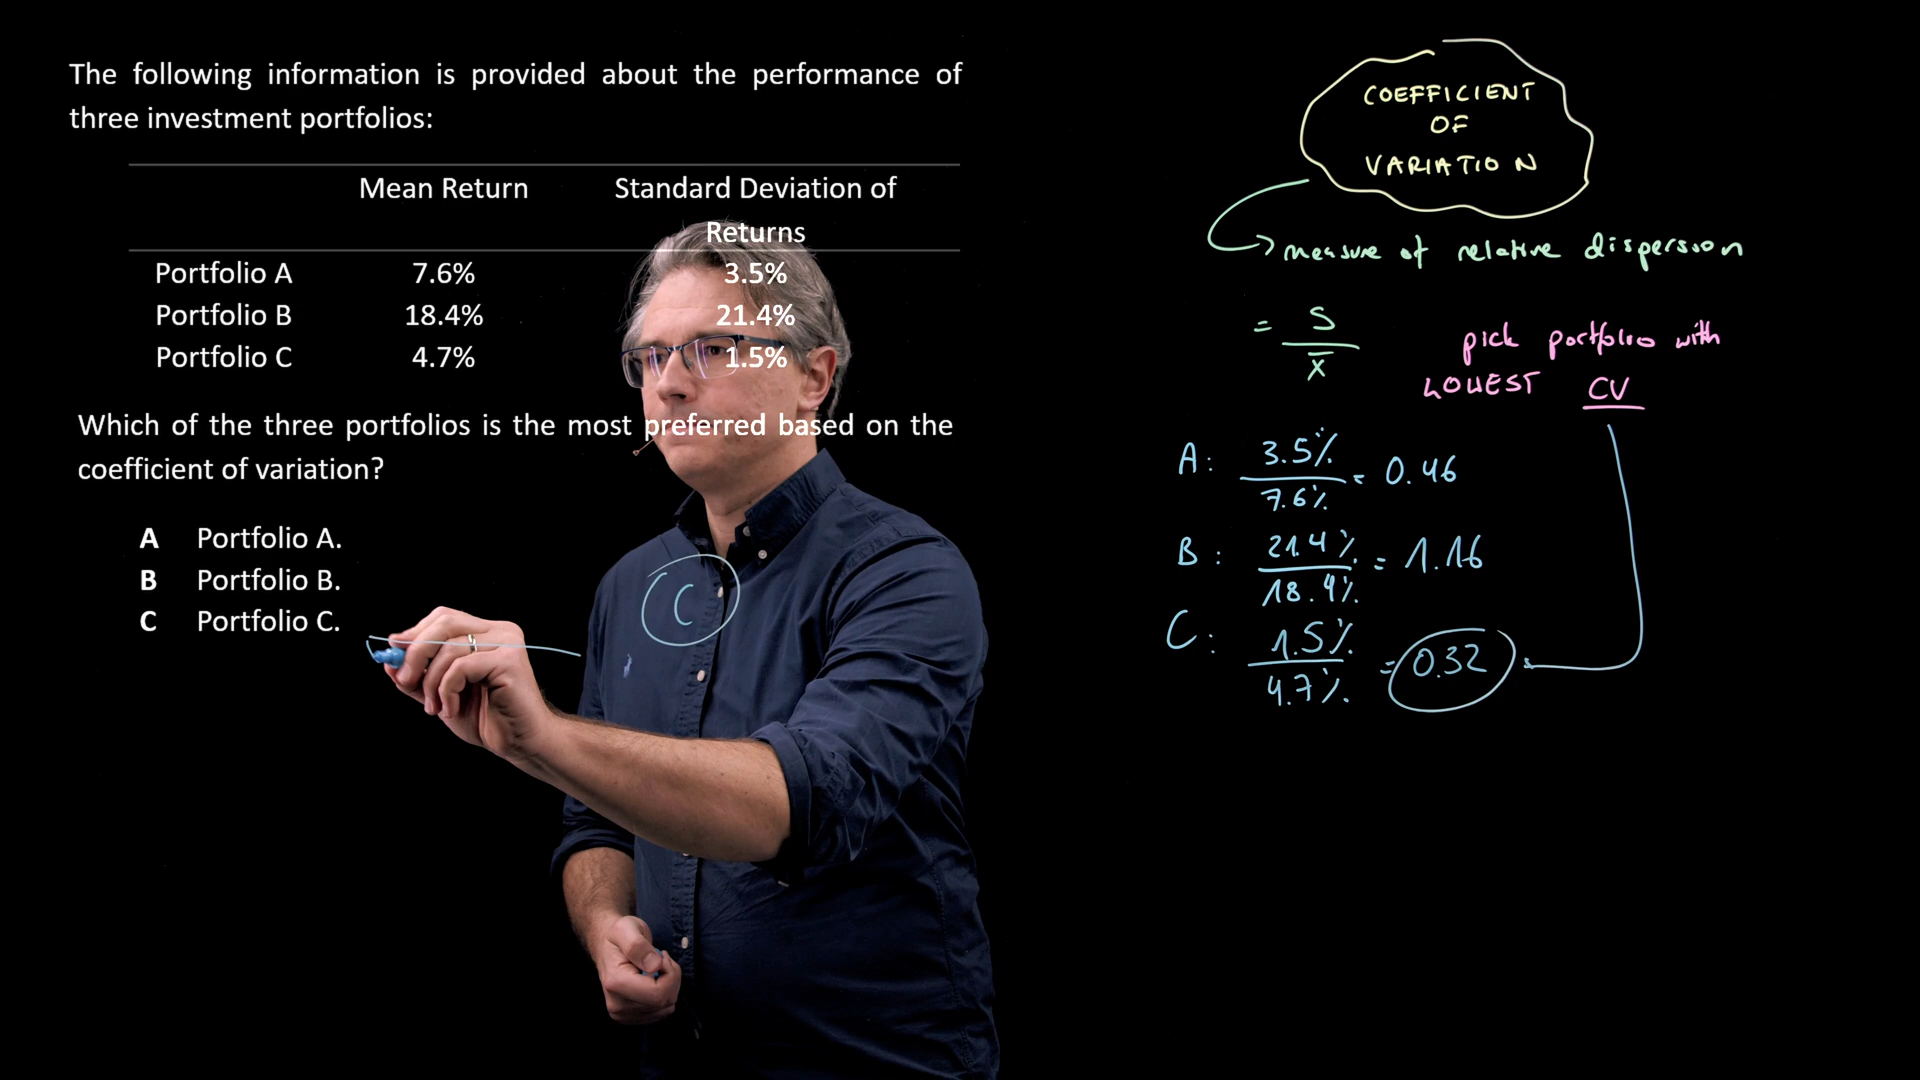 The following information is provided about the performance of
three investment portfolios:
Mean Return Standard Deviation of
Returns
Portfolio A 7.6% 3.5%
Portfolio B 18.4% 21.4%
Portfolio C 4.7% 1.5%
Which of the three portfolios is the most preferred based on the
coefficient of variation?
A Portfolio A.
B Portfolio B.
C Portfolio C.
C
COEFFICIENT
OF
VARIATION
measure of relative dispersion
= S
x̄
pick portfolio with
LOWEST CV
A: 3.5% = 0.46
7.6%
B: 21.4% = 1.16
18.4%
C: 1.5% = 0.32
4.7%